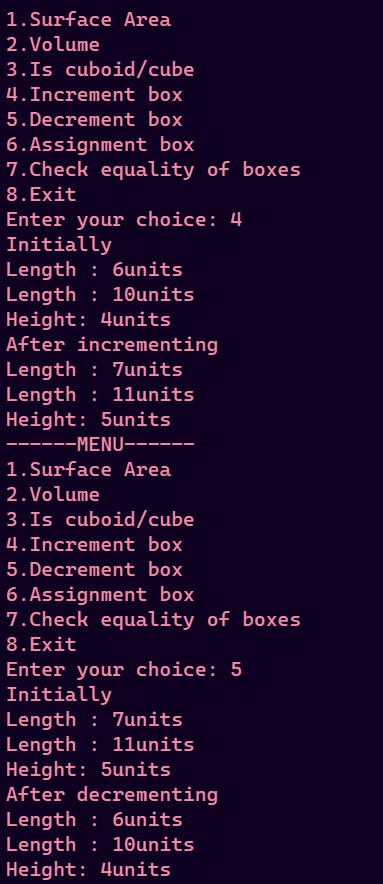 1.Surface Area
2.Volume
3.Is cuboid/cube
4.Increment box
5.Decrement box
6.Assignment box
7.Check equality of boxes
8.Exit
Enter your choice: 4
Initially
Length : 6units
Length : 10units
Height: 4units
After incrementing
Length : 7units
Length : 11units
Height: 5units
------MENU------
1.Surface Area
2.Volume
3.Is cuboid/cube
4.Increment box
5.Decrement box
6.Assignment box
7.Check equality of boxes
8.Exit
Enter your choice: 5
Initially
Length : 7units
Length : 11units
Height: 5units
After decrementing
Length : 6units
Length : 10units
Height: 4units